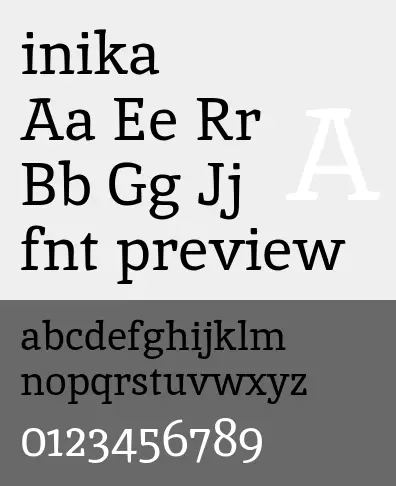 inika
Aa Ee Rr
A
Bb Gg Jj
fnt preview
abcdefghijklm
nopqrstuvwxyz
0123456789